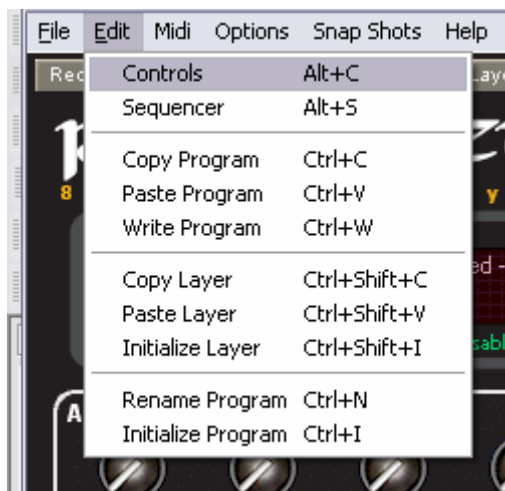 File Edit Midi Options Snap Shots Help
Controls Alt+C
Sequencer Alt+S
Copy Program Ctrl+C
Paste Program Ctrl+V
Write Program Ctrl+W
Copy Layer Ctrl+Shift+C
Paste Layer Ctrl+Shift+V
Initialize Layer Ctrl+Shift+I
Rename Program Ctrl+N
Initialize Program Ctrl+I
8 y